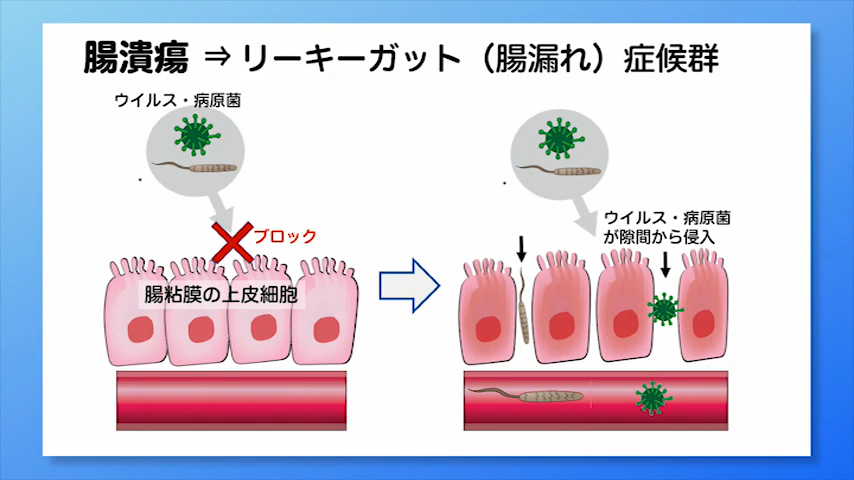 腸潰瘍 ⇒ リーキーガット（腸漏れ）症候群
ウイルス・病原菌
ブロック
腸粘膜の上皮細胞
ウイルス・病原菌
が隙間から侵入